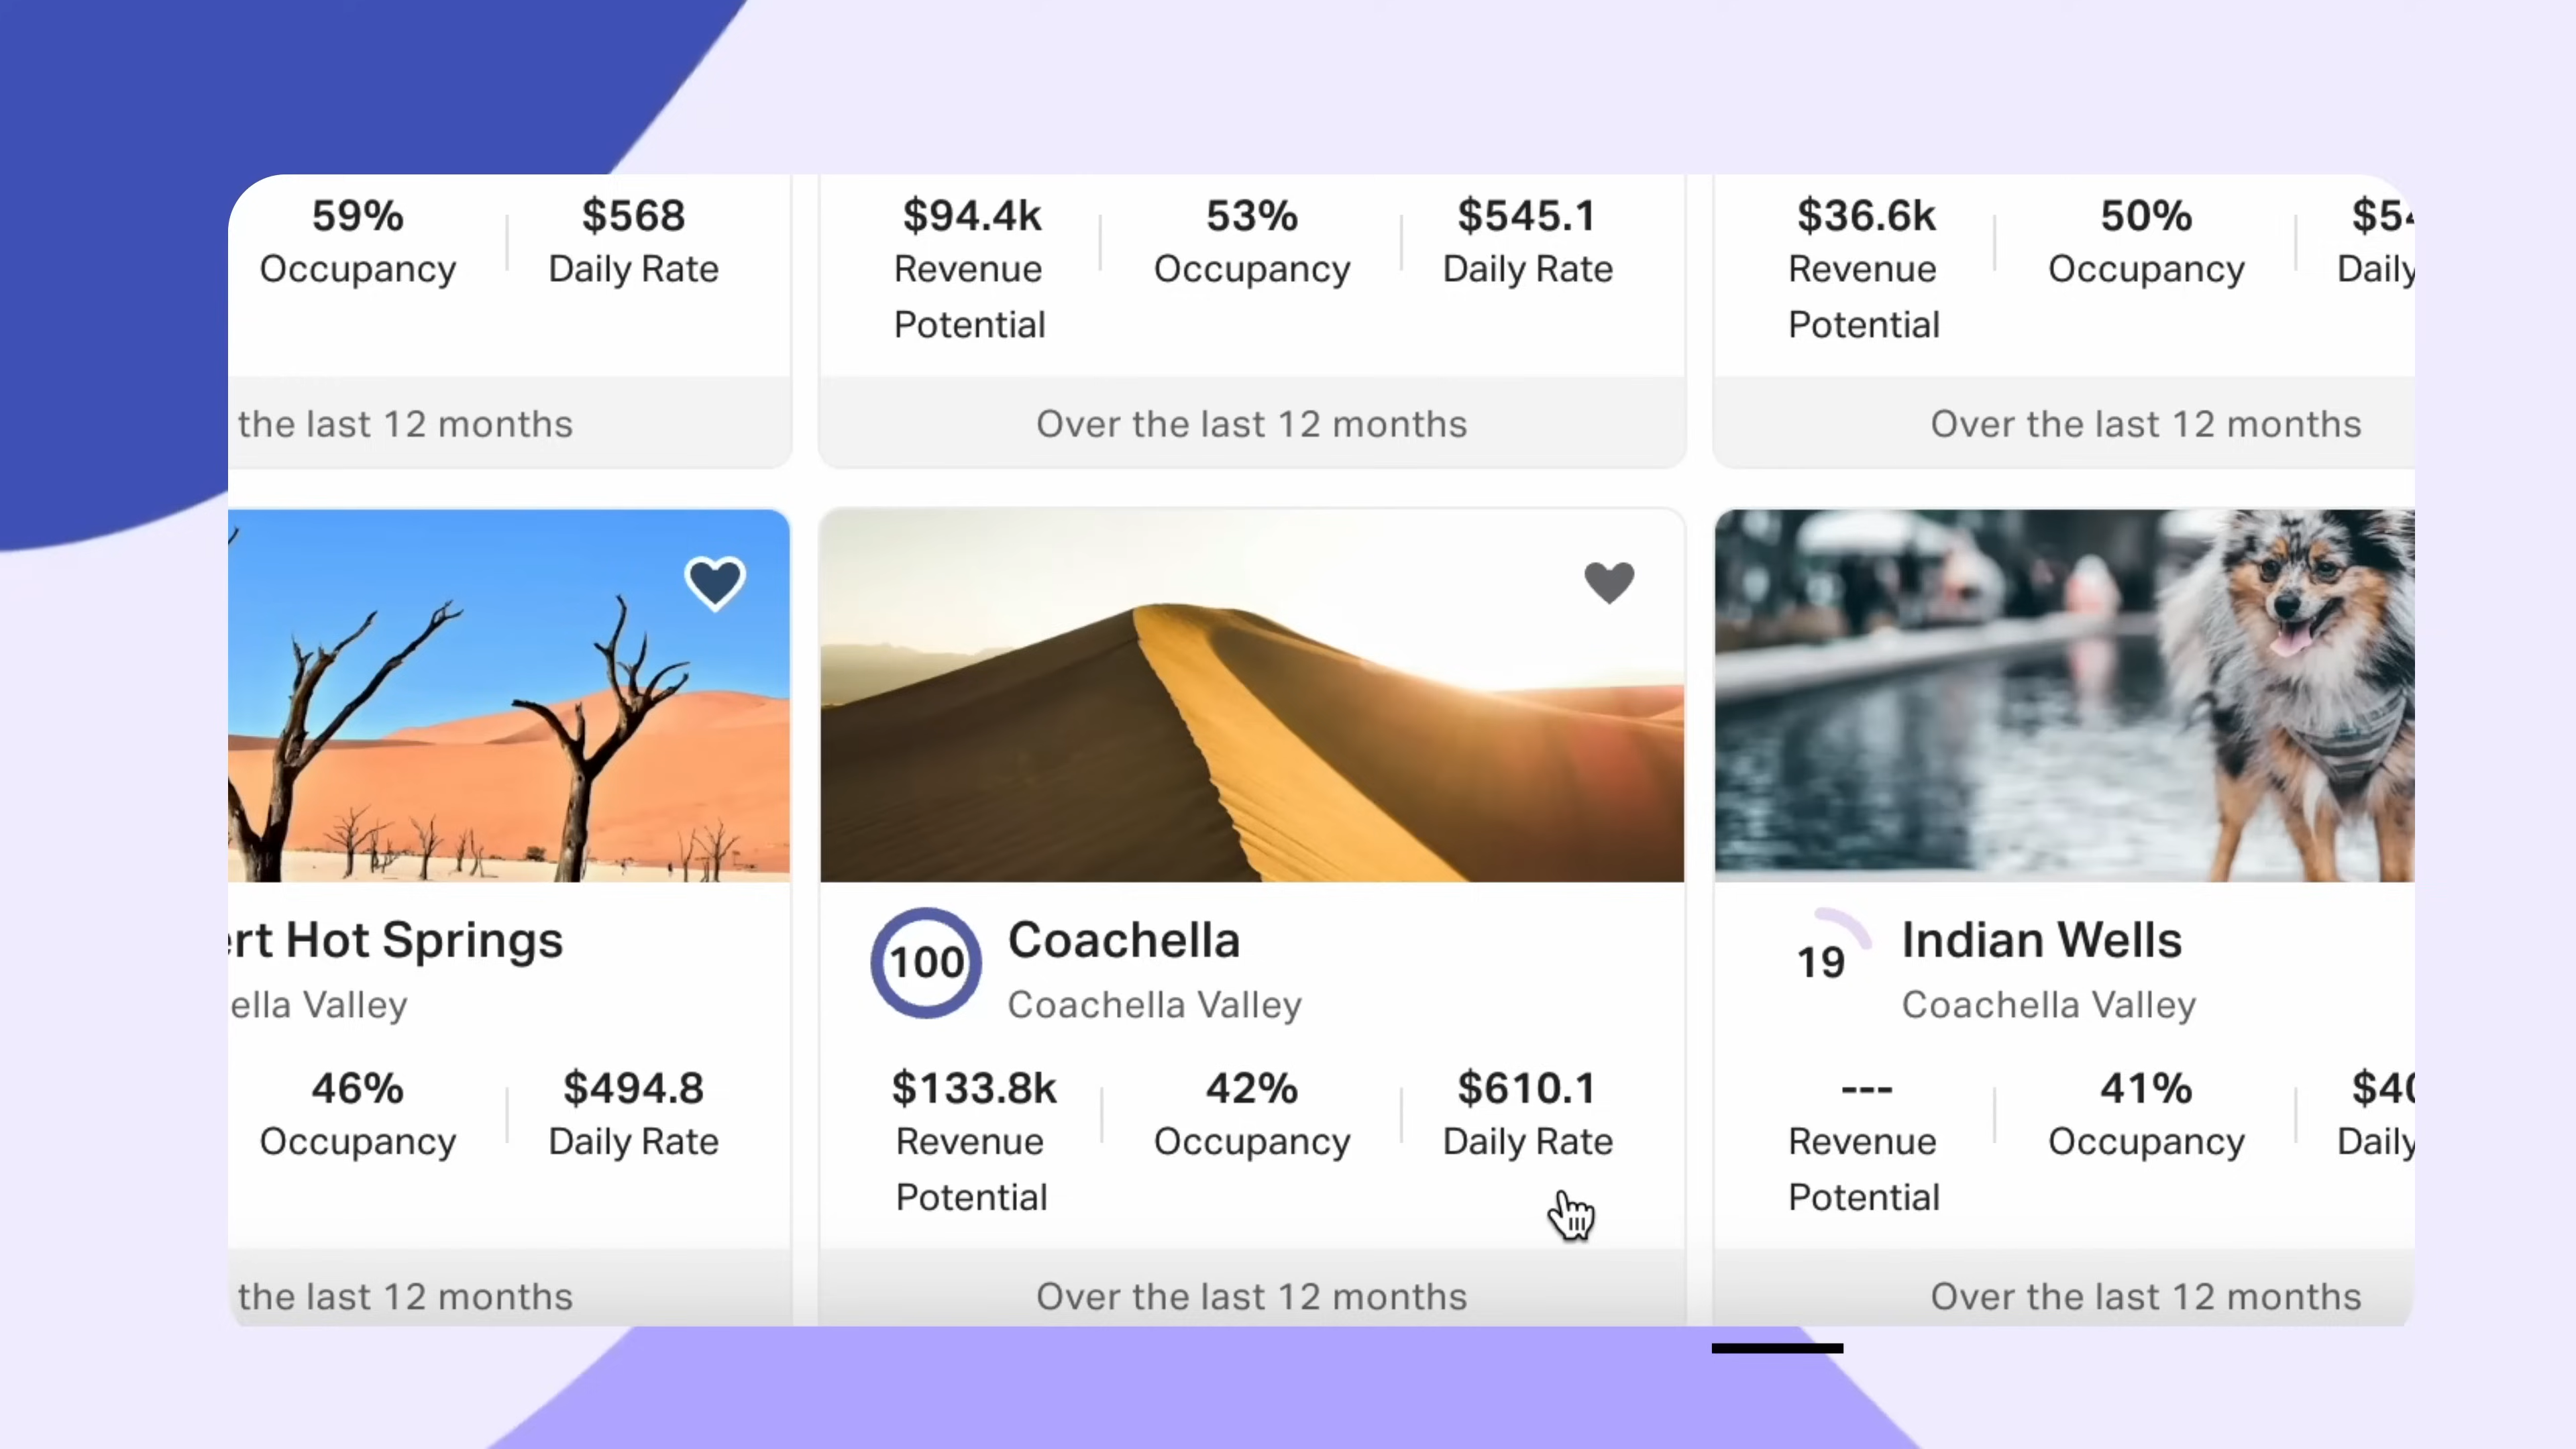 59%
Occupancy
$568
Daily Rate
$94.4k
Revenue
Potential
53%
Occupancy
$545.1
Daily Rate
$36.6k
Revenue
Potential
50%
Occupancy
Daily
the last 12 months
Over the last 12 months
Over the last 12 months
Hot Springs
Valley
46%
Occupancy
$494.8
Daily Rate
100
Coachella
Coachella Valley
$133.8k
Revenue
Potential
42%
Occupancy
$610.1
Daily Rate
19
Indian Wells
Coachella Valley
---
Revenue
Potential
41%
Occupancy
Daily
the last 12 months
Over the last 12 months
Over the last 12 months